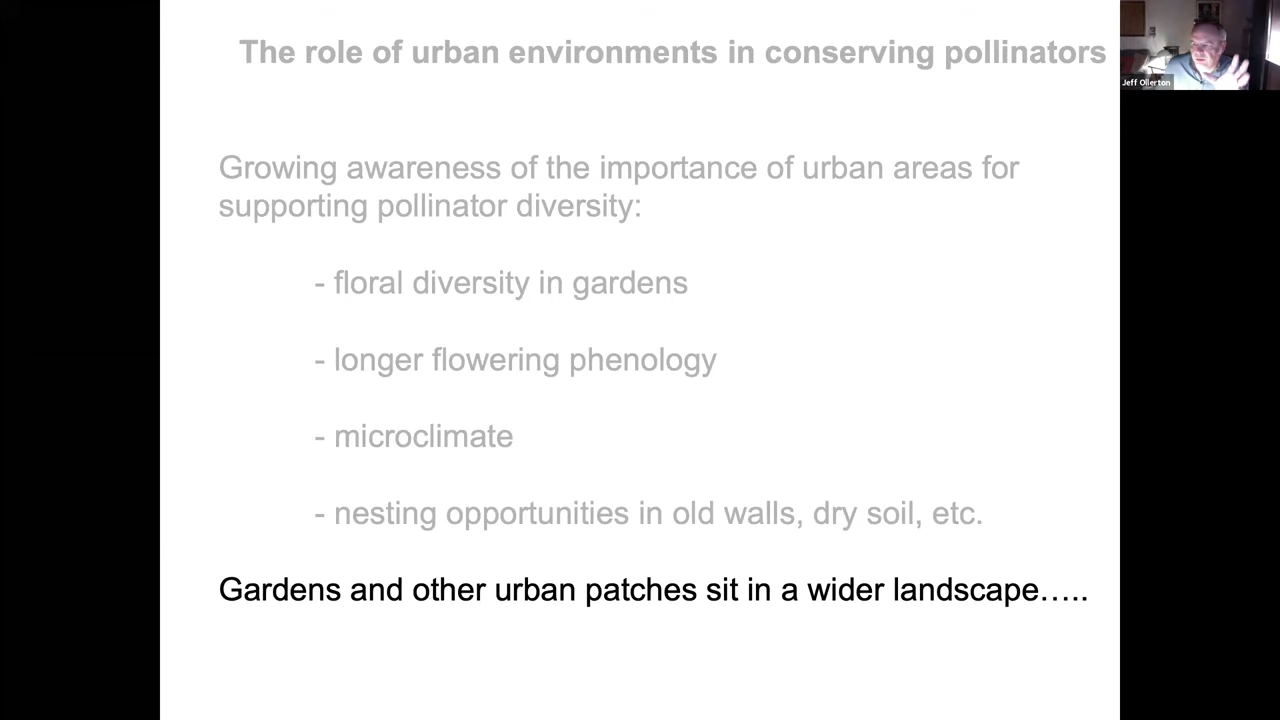 The role of urban environments in conserving pollinators
Jeff Ollerton
Growing awareness of the importance of urban areas for
supporting pollinator diversity:
- floral diversity in gardens
- longer flowering phenology
- microclimate
- nesting opportunities in old walls, dry soil, etc.
Gardens and other urban patches sit in a wider landscape…..